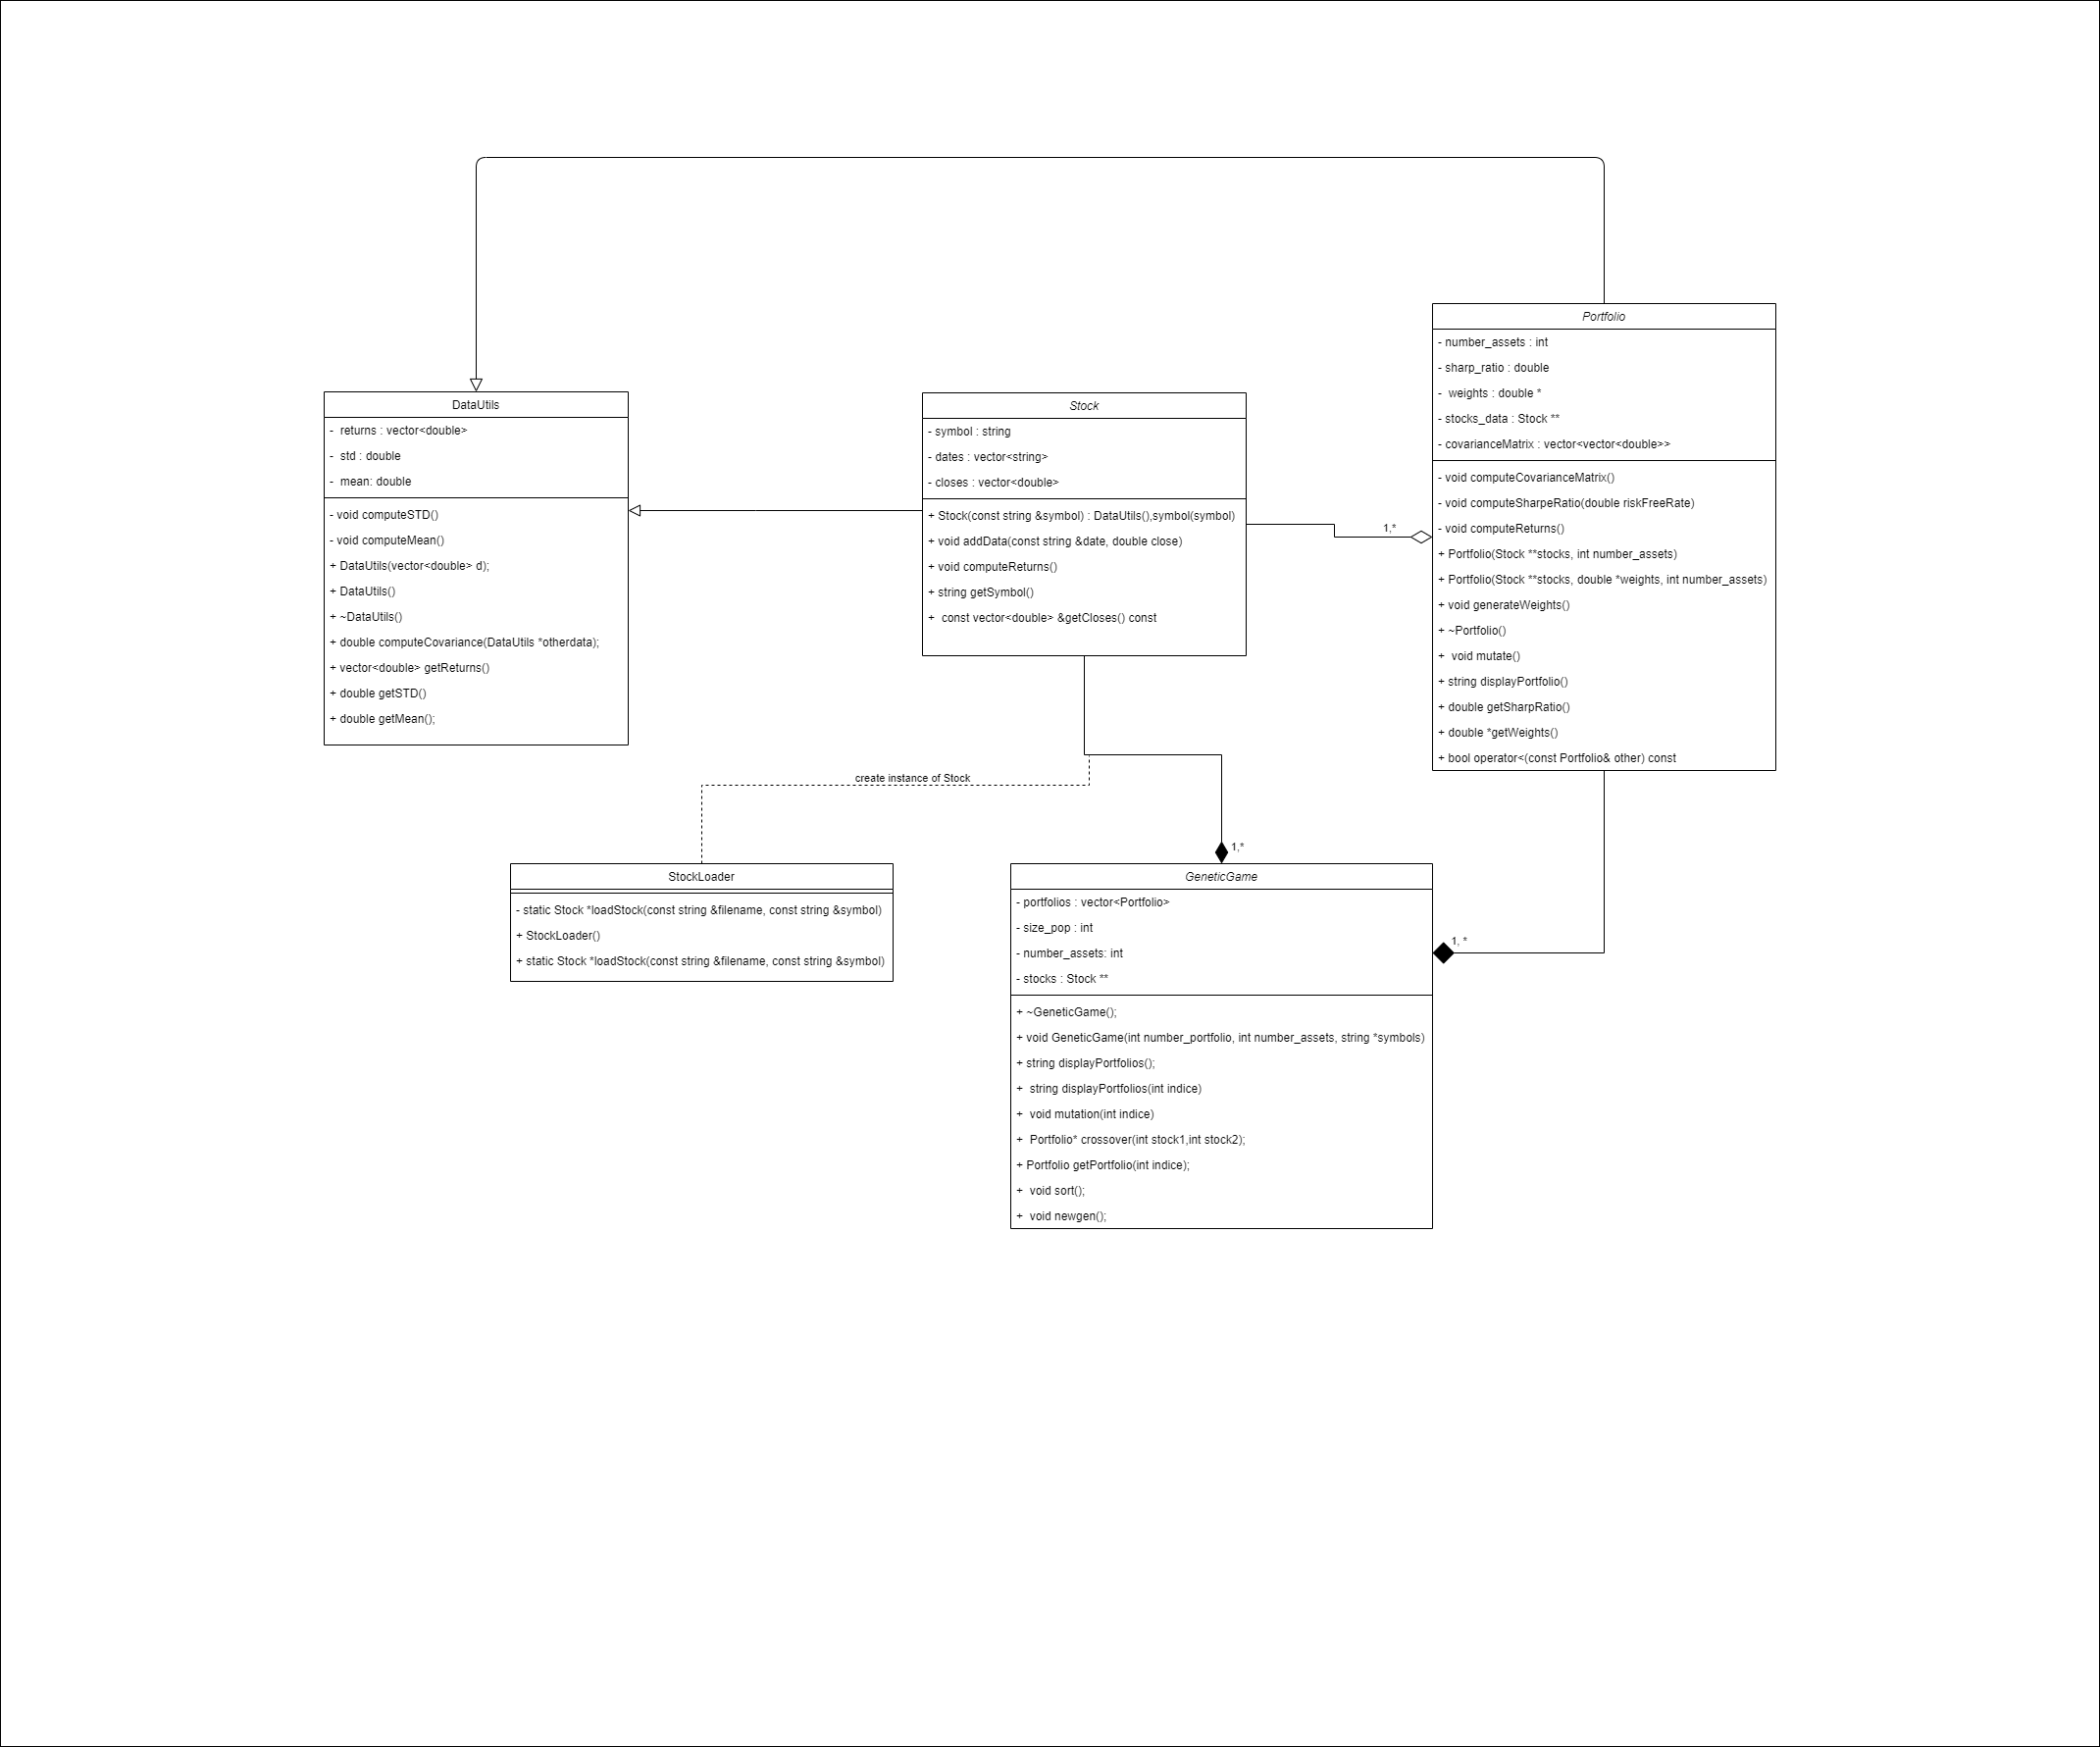 Portfolio
- number_assets : int
- sharp_ratio : double
-  weights : double *
- stocks_data : Stock **
- covarianceMatrix : vector<vector<double>>
- void computeCovarianceMatrix()
- void computeSharpeRatio(double riskFreeRate)
- void computeReturns()
+ Portfolio(Stock **stocks, int number_assets)
+ Portfolio(Stock **stocks, double *weights, int number_assets)
+ void generateWeights()
+ ~Portfolio()
+  void mutate()
+ string displayPortfolio()
+ double getSharpRatio()
+ double *getWeights()
+ bool operator<(const Portfolio& other) const
DataUtils
-  returns : vector<double>
-  std : double
-  mean: double
- void computeSTD()
- void computeMean()
+ DataUtils(vector<double> d);
+ DataUtils()
+ ~DataUtils()
+ double computeCovariance(DataUtils *otherdata);
+ vector<double> getReturns()
+ double getSTD()
+ double getMean();
Stock
- symbol : string
- dates : vector<string>
- closes : vector<double>
+ Stock(const string &symbol) : DataUtils(),symbol(symbol)
+ void addData(const string &date, double close)
+ void computeReturns()
+ string getSymbol()
+  const vector<double> &getCloses() const
1,*
create instance of Stock
1,*
1, *
StockLoader
- static Stock *loadStock(const string &filename, const string &symbol)
+ StockLoader()
+ static Stock *loadStock(const string &filename, const string &symbol)
GeneticGame
- portfolios : vector<Portfolio>
- size_pop : int
- number_assets: int
- stocks : Stock **
+ ~GeneticGame();
+ void GeneticGame(int number_portfolio, int number_assets, string *symbols)
+ string displayPortfolios();
+  string displayPortfolios(int indice)
+  void mutation(int indice)
+  Portfolio* crossover(int stock1,int stock2);
+ Portfolio getPortfolio(int indice);
+  void sort();
+  void newgen();